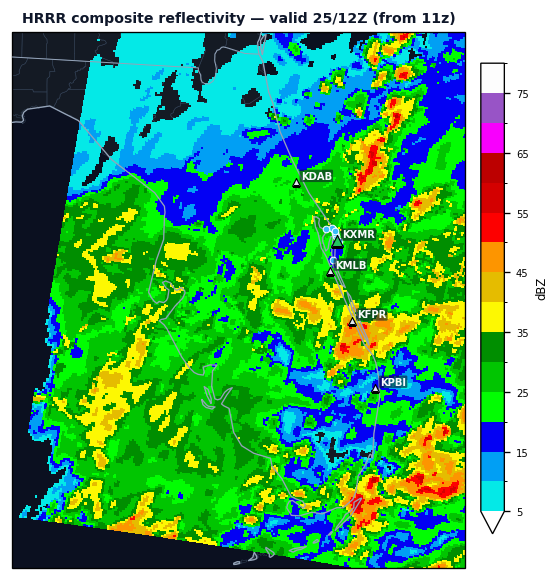 HRRR composite reflectivity — valid 25/12Z (from 11z)
KDAB
KXMR
KMLB
KFPR
KPBI
75
65
55
45
35
25
15
5
dBZ